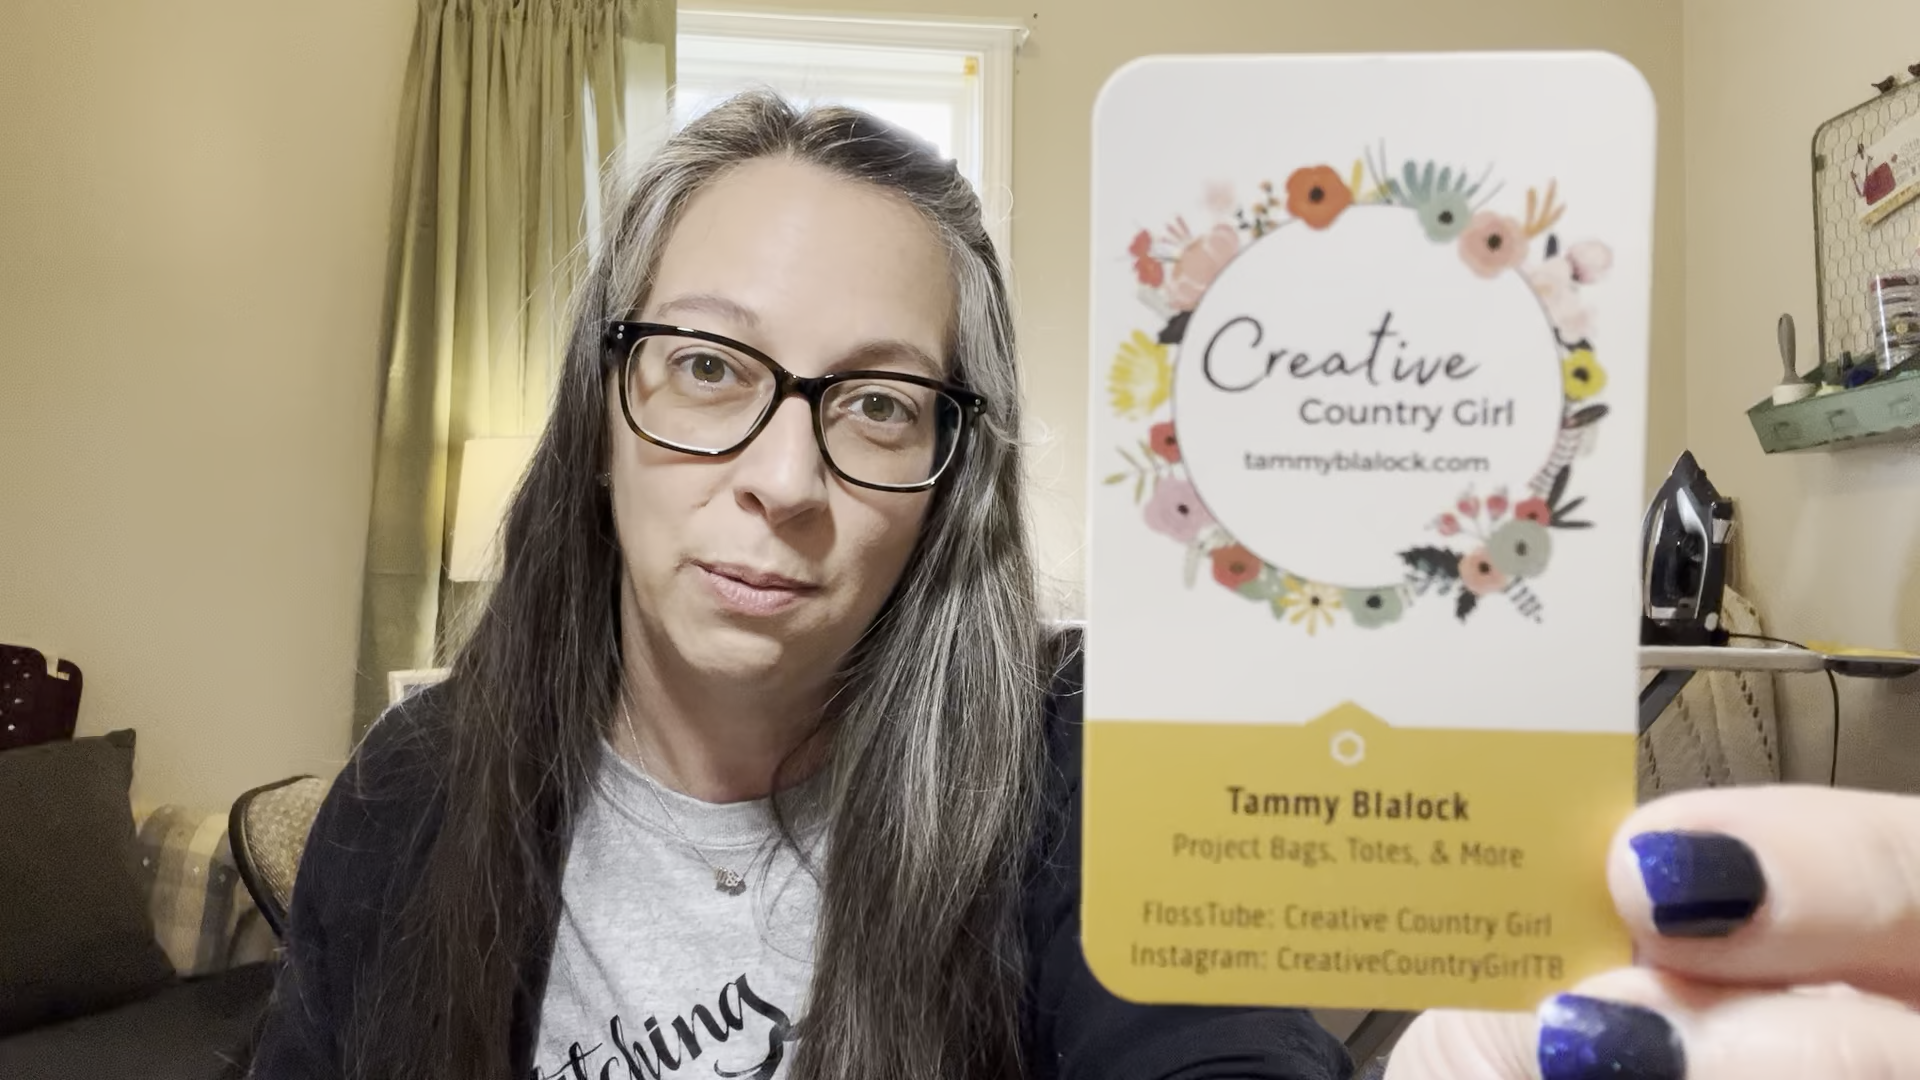 Creative
Country Girl
tammyblalock.com
Tammy Blalock
Project Bags, Totes, & More
FlossTube: Creative Country Girl
Instagram: CreativeCountryGirlTB